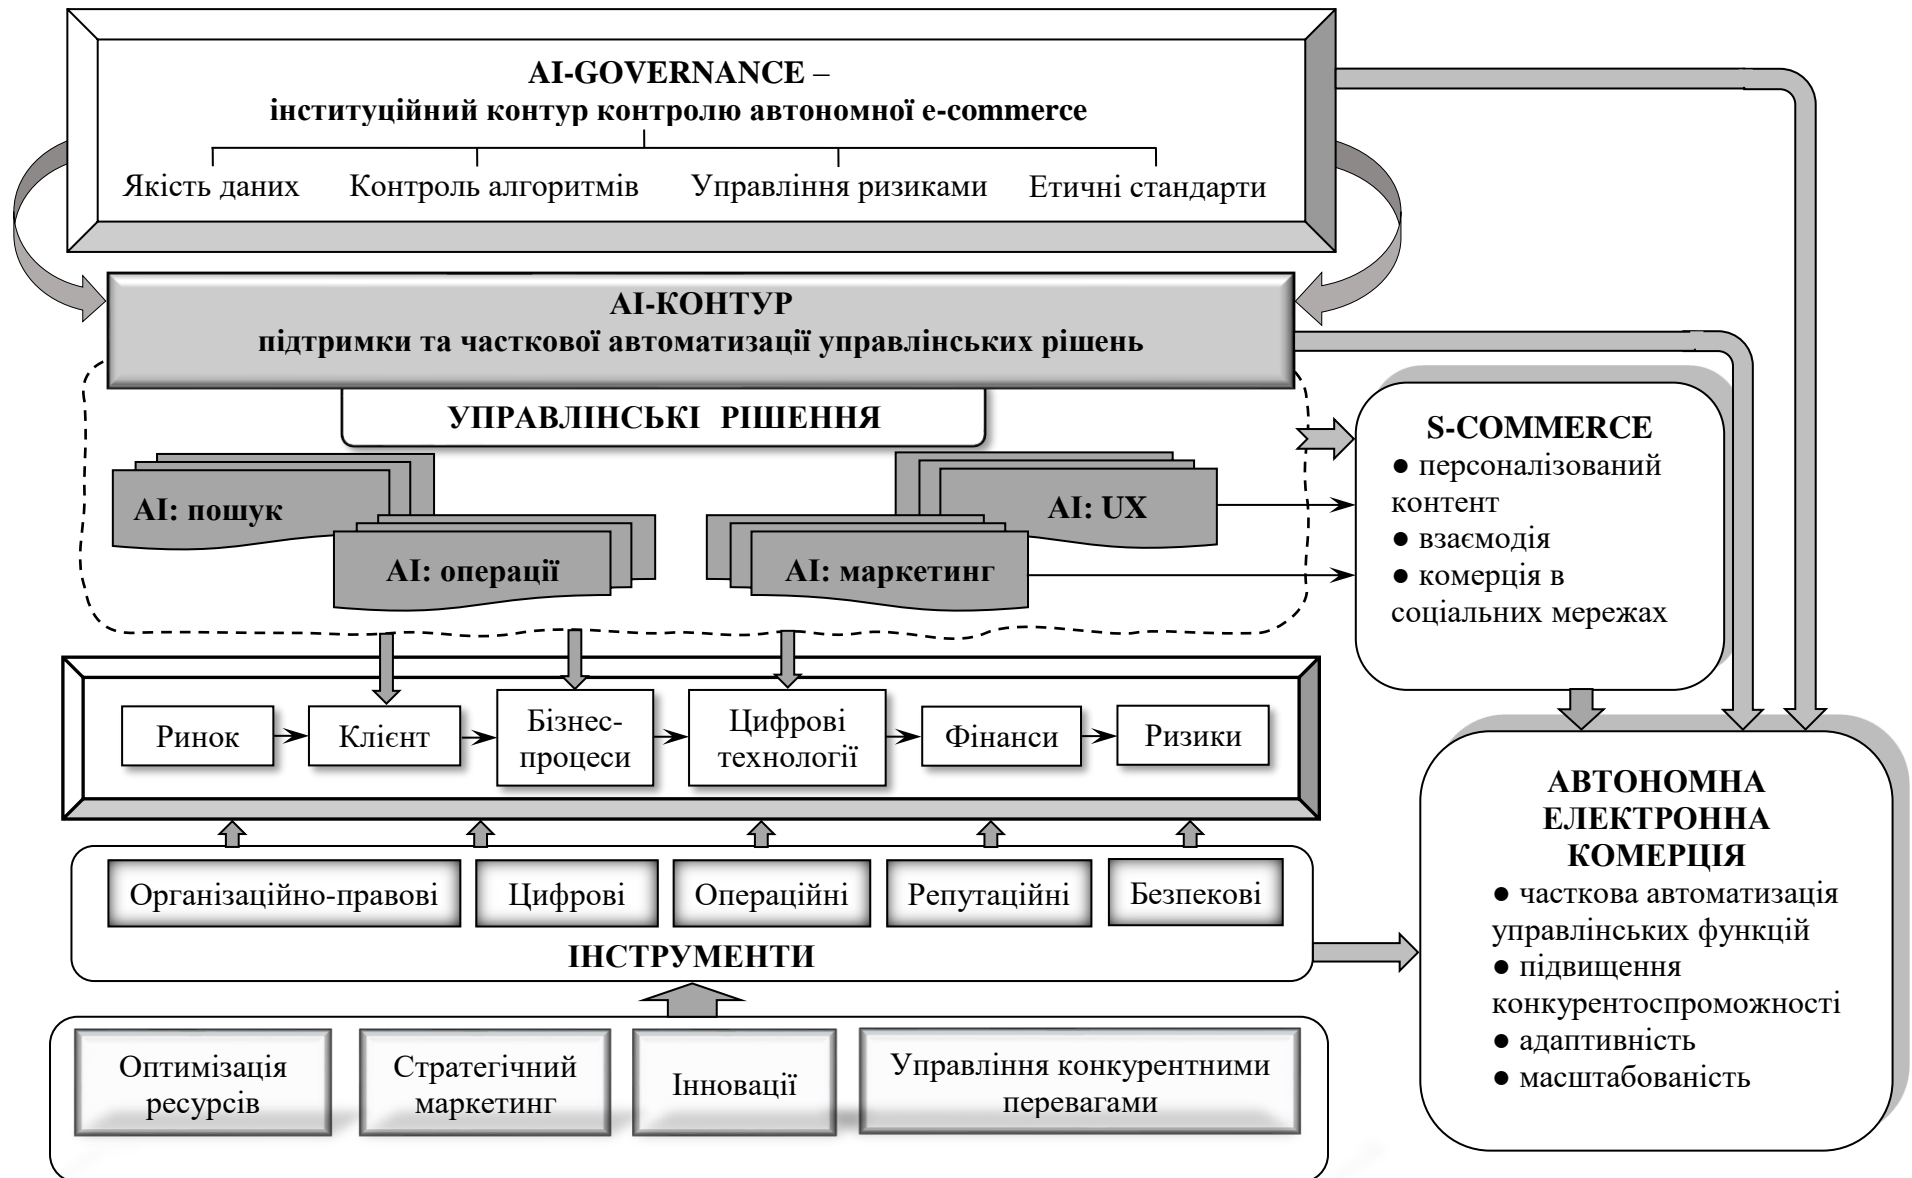 AI-GOVERNANCE –
інституційний контур контролю автономної e-commerce
Якість даних
Контроль алгоритмів
Управління ризиками
Етичні стандарти
AI-КОНТУР
підтримки та часткової автоматизації управлінських рішень
УПРАВЛІНСЬКІ РІШЕННЯ
AI: пошук
AI: операції
AI: маркетинг
AI: UX
S-COMMERCE
● персоналізований
контент
● взаємодія
● комерція в
соціальних мережах
Ринок
Клієнт
Бізнес-
процеси
Цифрові
технології
Фінанси
Ризики
Організаційно-правові
Цифрові
Операційні
Репутаційні
Безпекові
ІНСТРУМЕНТИ
Оптимізація
ресурсів
Стратегічний
маркетинг
Інновації
Управління конкурентними
перевагами
АВТОНОМНА
ЕЛЕКТРОННА
КОМЕРЦІЯ
● часткова автоматизація
управлінських функцій
● підвищення
конкурентоспроможності
● адаптивність
● масштабованість